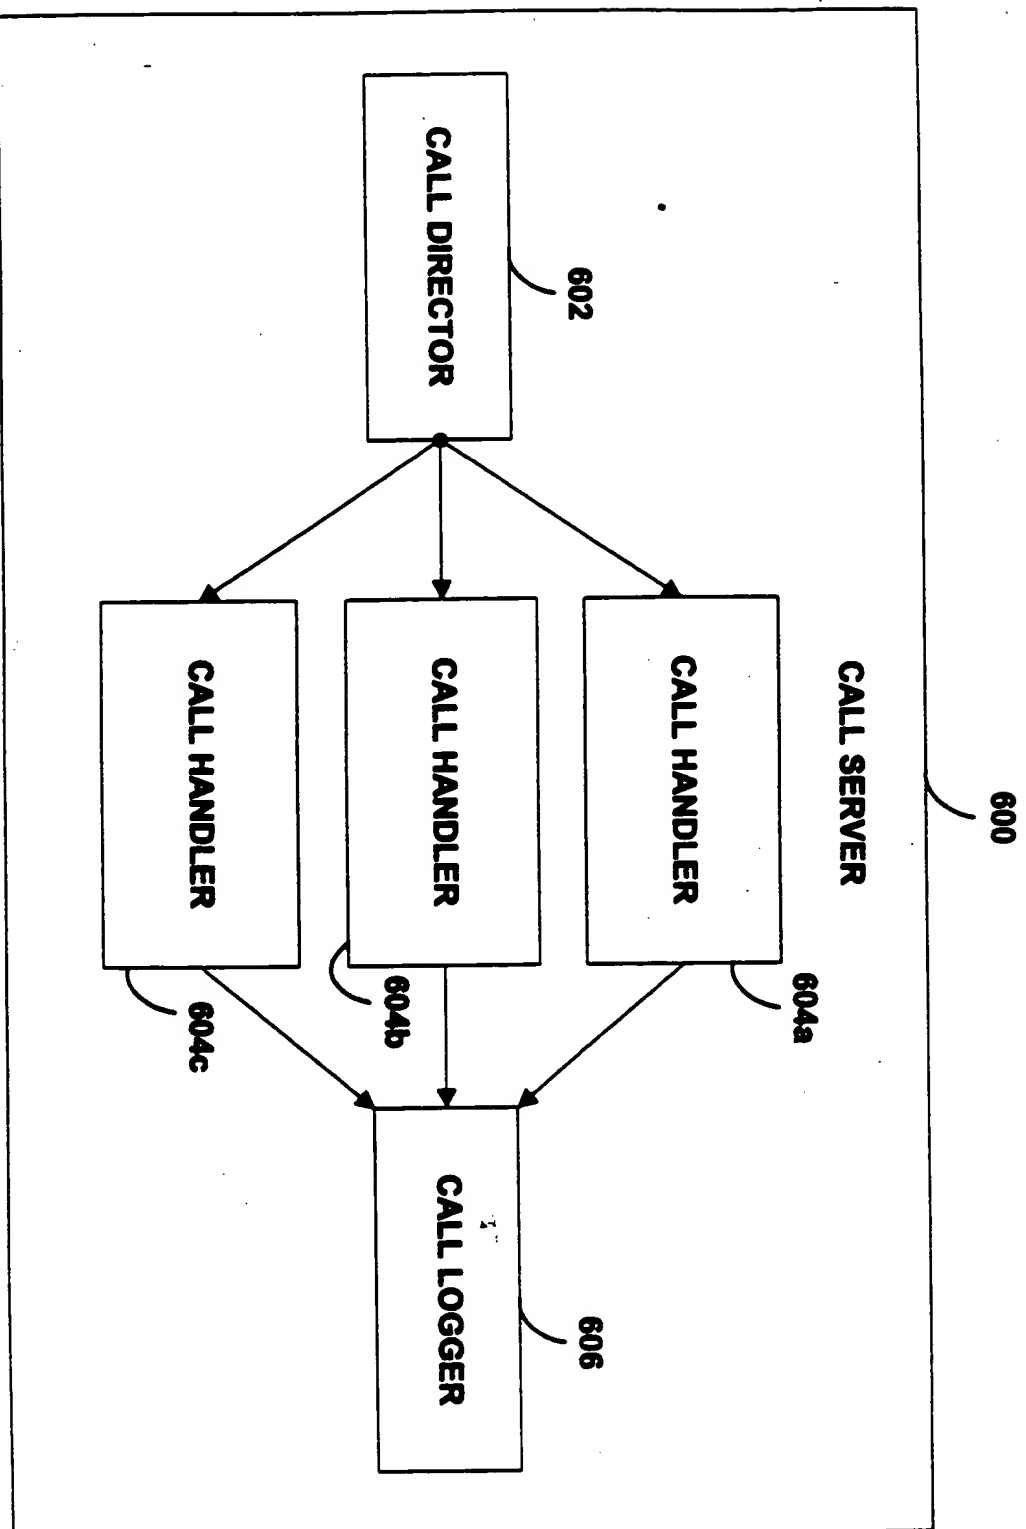 600
CALL SERVER
604a
CALL HANDLER
602
606
CALL DIRECTOR
CALL HANDLER
604b
CALL LOGGER
CALL HANDLER
604c